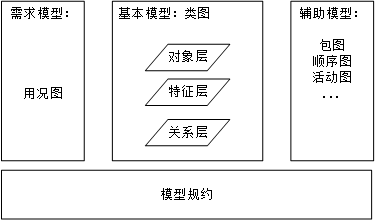 需求模型：
用况图
基本模型：类图
对象层
特征层
关系层
辅助模型：
包图
顺序图
活动图
...
模型规约